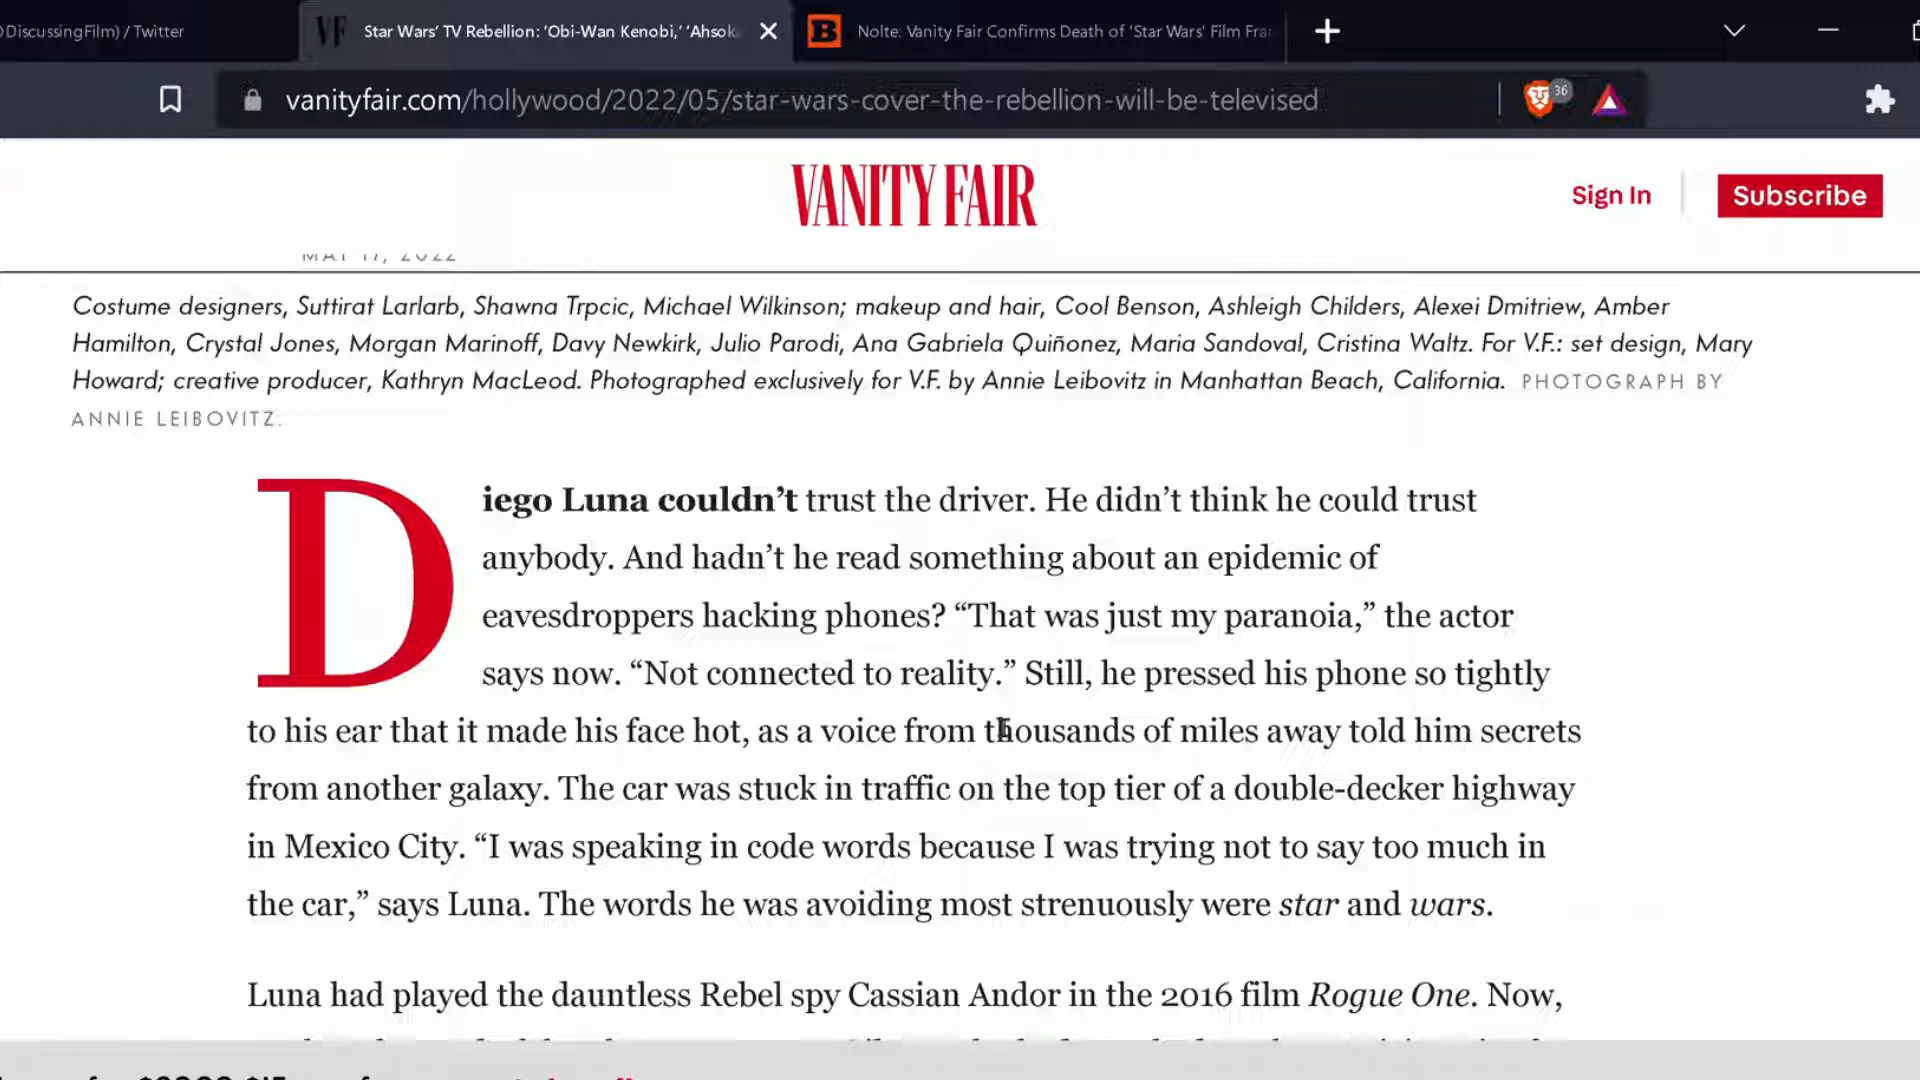 DiscussingFilm) / Twitter
VF
Star Wars’ TV Rebellion: ‘Obi-Wan Kenobi,’ ‘Ahsok
B
Nolte: Vanity Fair Confirms Death of 'Star Wars' Film Fra
vanityfair.com/hollywood/2022/05/star-wars-cover-the-rebellion-will-be-televised
36
VANITY FAIR
Sign In
Subscribe
MAY 17, 2022
Costume designers, Suttirat Larlarb, Shawna Trpcic, Michael Wilkinson; makeup and hair, Cool Benson, Ashleigh Childers, Alexei Dmitriew, Amber
Hamilton, Crystal Jones, Morgan Marinoff, Davy Newkirk, Julio Parodi, Ana Gabriela Quiñonez, Maria Sandoval, Cristina Waltz. For V.F.: set design, Mary
Howard; creative producer, Kathryn MacLeod. Photographed exclusively for V.F. by Annie Leibovitz in Manhattan Beach, California. PHOTOGRAPH BY
ANNIE LEIBOVITZ.
Diego Luna couldn’t trust the driver. He didn’t think he could trust
anybody. And hadn’t he read something about an epidemic of
eavesdroppers hacking phones? “That was just my paranoia,” the actor
says now. “Not connected to reality.” Still, he pressed his phone so tightly
to his ear that it made his face hot, as a voice from thousands of miles away told him secrets
from another galaxy. The car was stuck in traffic on the top tier of a double-decker highway
in Mexico City. “I was speaking in code words because I was trying not to say too much in
the car,” says Luna. The words he was avoiding most strenuously were star and wars.
Luna had played the dauntless Rebel spy Cassian Andor in the 2016 film Rogue One. Now,